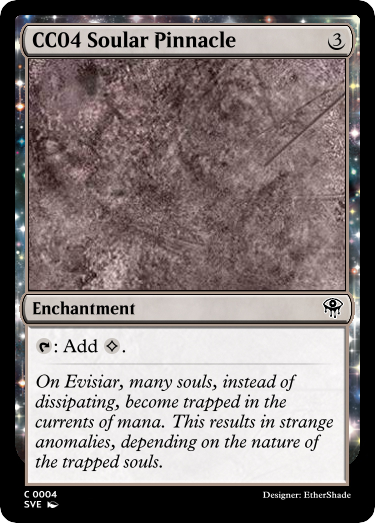 CC04 Soular Pinnacle 3
Enchantment
: Add .
On Evisiar, many souls, instead of
dissipating, become trapped in the
currents of mana. This results in strange
anomalies, depending on the nature of
the trapped souls.
C 0004
SVE
Designer: EtherShade